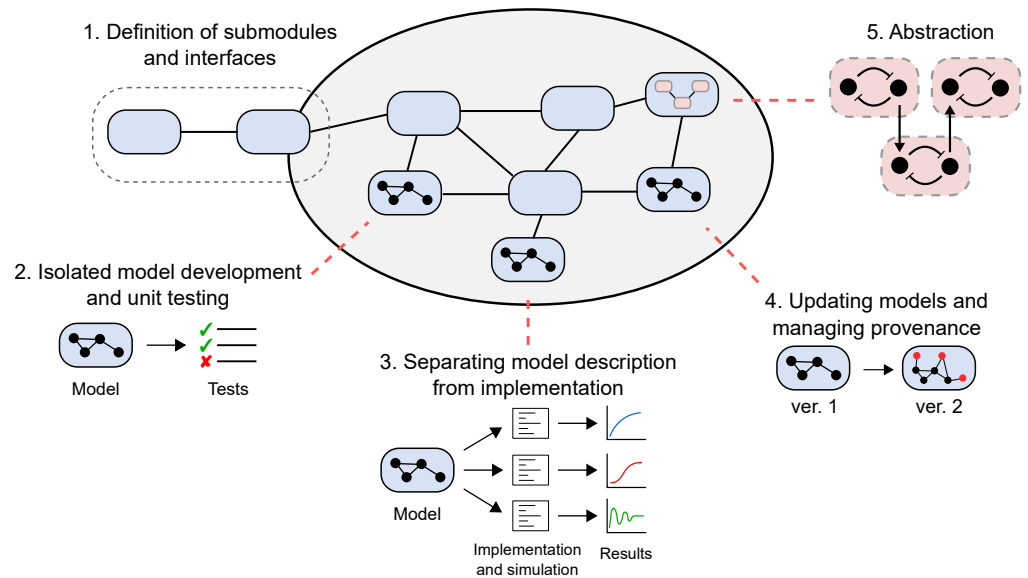 1. Definition of submodules
and interfaces
5. Abstraction
2. Isolated model development
and unit testing
Model
Tests
3. Separating model description
from implementation
Model
Implementation
and simulation
Results
4. Updating models and
managing provenance
ver. 1
ver. 2